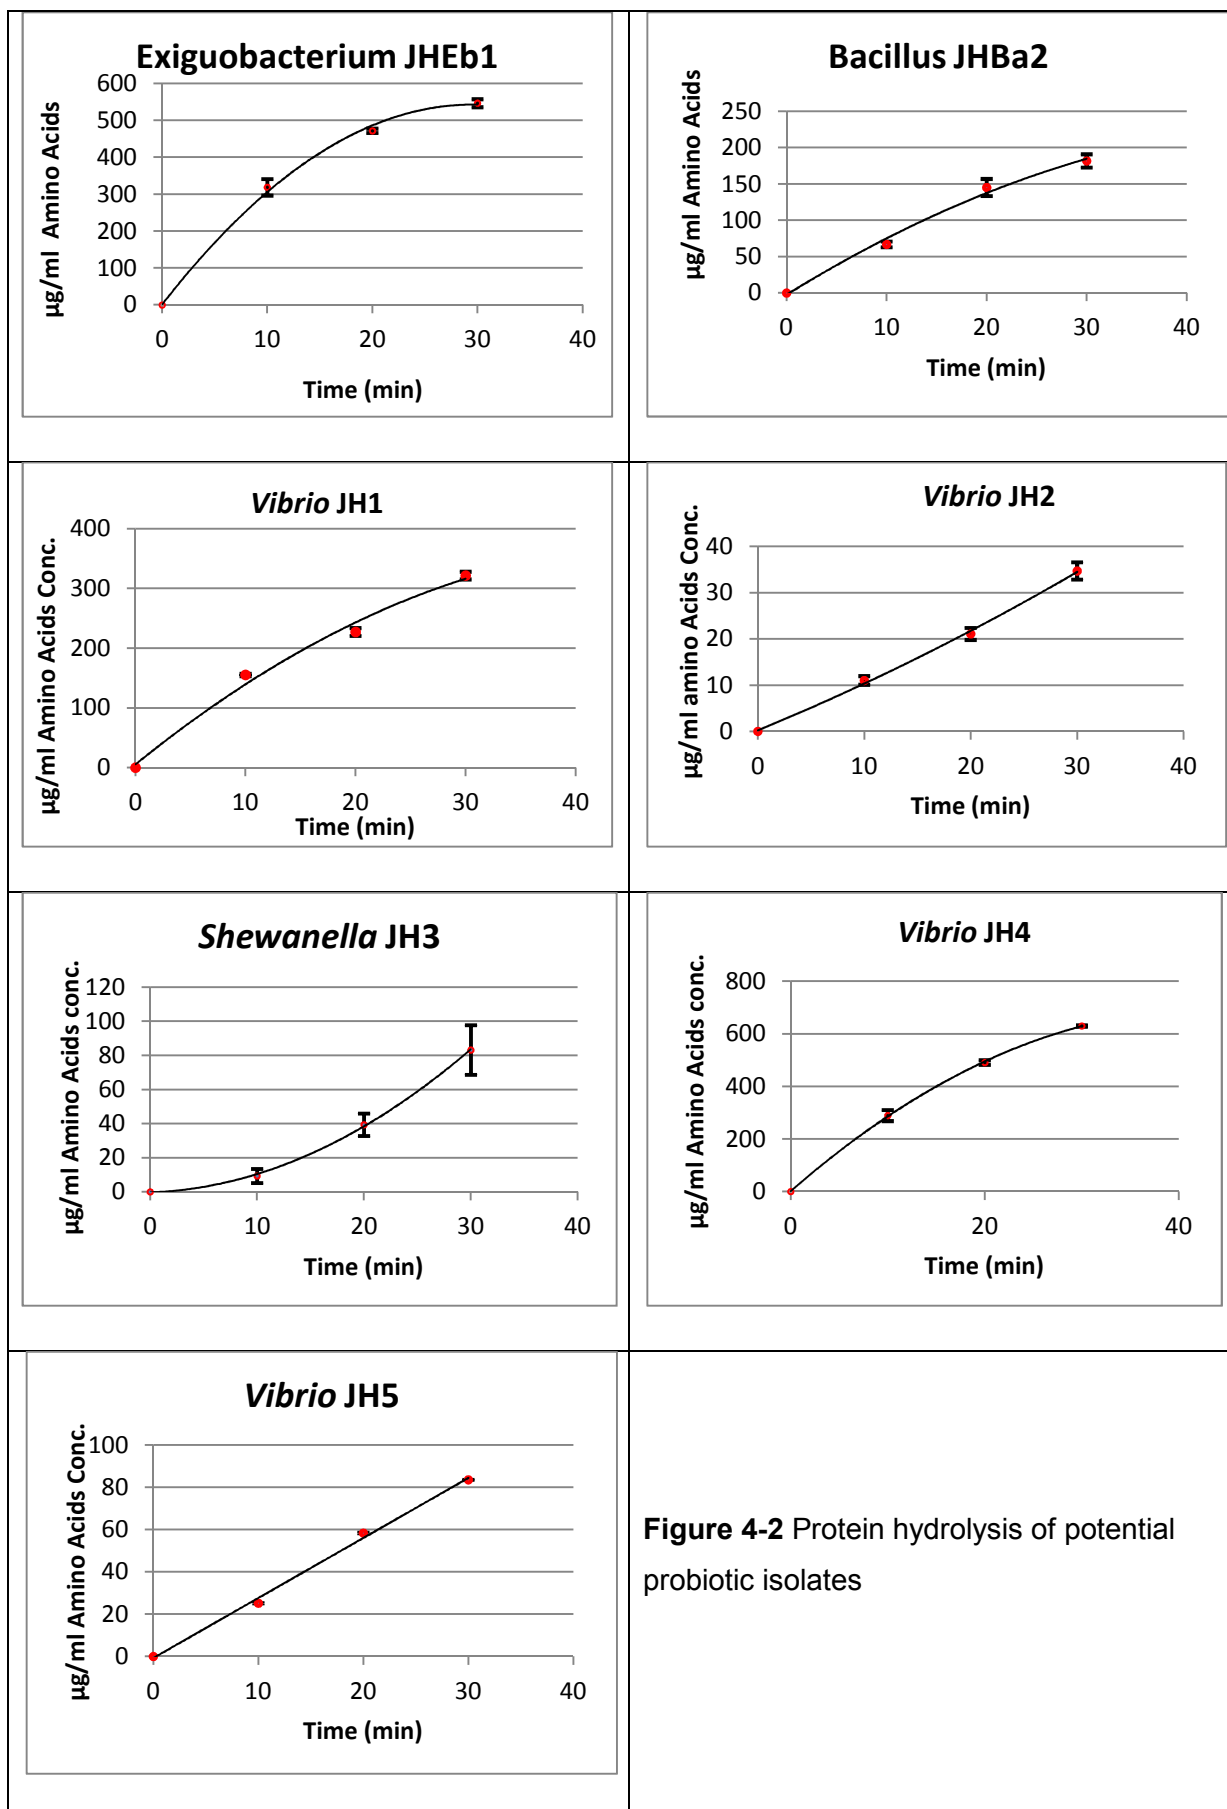 Exiguobacterium JHEb1
µg/ml Amino Acids
600
500
400
300
200
100
0
0 10 20 30 40
Time (min)
Bacillus JHBa2
µg/ml Amino Acids
250
200
150
100
50
0
0 10 20 30 40
Time (min)
Vibrio JH1
µg/ml Amino Acids Conc.
400
300
200
100
0
0 10 20 30 40
Time (min)
Vibrio JH2
µg/ml amino Acids Conc.
40
30
20
10
0
0 10 20 30 40
Time (min)
Shewanella JH3
µg/ml Amino Acids conc.
120
100
80
60
40
20
0
0 10 20 30 40
Time (min)
Vibrio JH4
µg/ml Amino Acids conc.
800
600
400
200
0
0 20 40
Time (min)
Vibrio JH5
µg/ml Amino Acids Conc.
100
80
60
40
20
0
0 10 20 30 40
Time (min)
Figure 4-2 Protein hydrolysis of potential
probiotic isolates